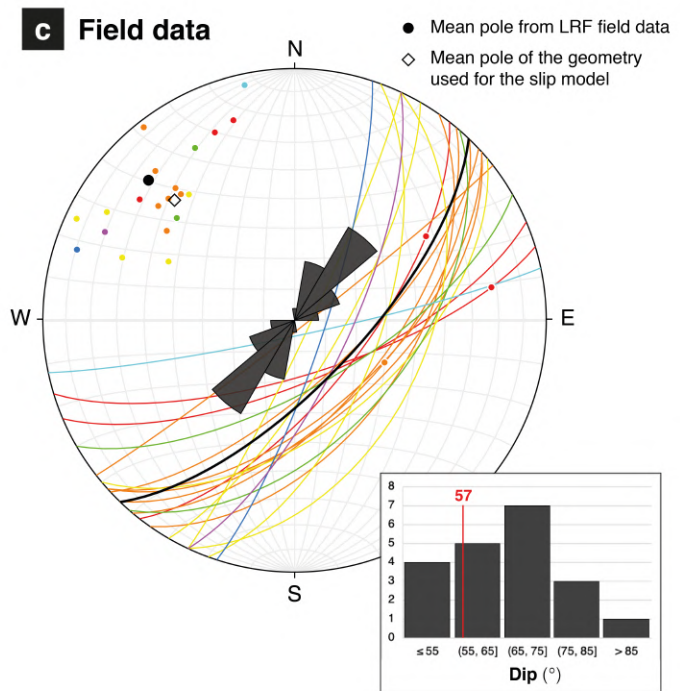 c Field data
Mean pole from LRF field data
Mean pole of the geometry
used for the slip model
N
W
E
S
8
7
6
5
4
3
2
1
0
57
≤ 55 (55, 65] (65, 75] (75, 85] > 85
Dip (°)